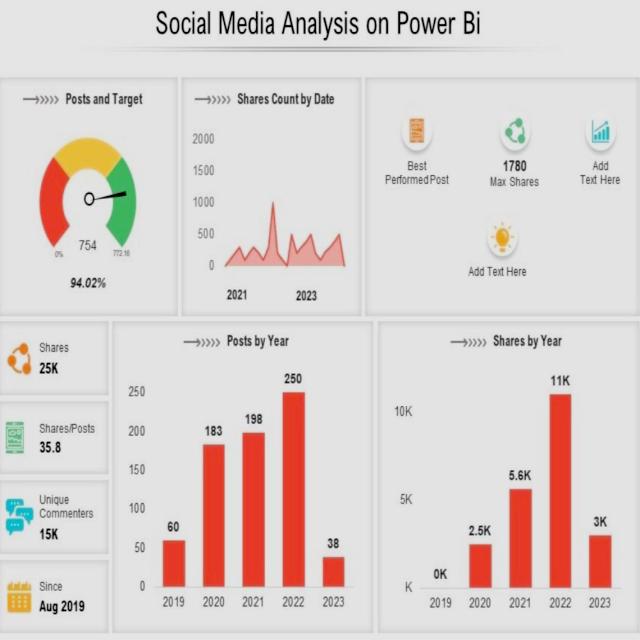 Social Media Analysis on Power Bi
Posts and Target
754
0%
772.16
94.02%
Shares Count by Date
2000
1500
1000
500
0
2021
2023
Best
Performed Post
1780
Max Shares
Add
Text Here
Add Text Here
Shares
25K
Shares/Posts
35.8
Unique
Commenters
15K
Since
Aug 2019
Posts by Year
250
200
150
100
50
0
60
183
198
250
38
2019
2020
2021
2022
2023
Shares by Year
10K
5K
K
0K
2.5K
5.6K
11K
3K
2019
2020
2021
2022
2023